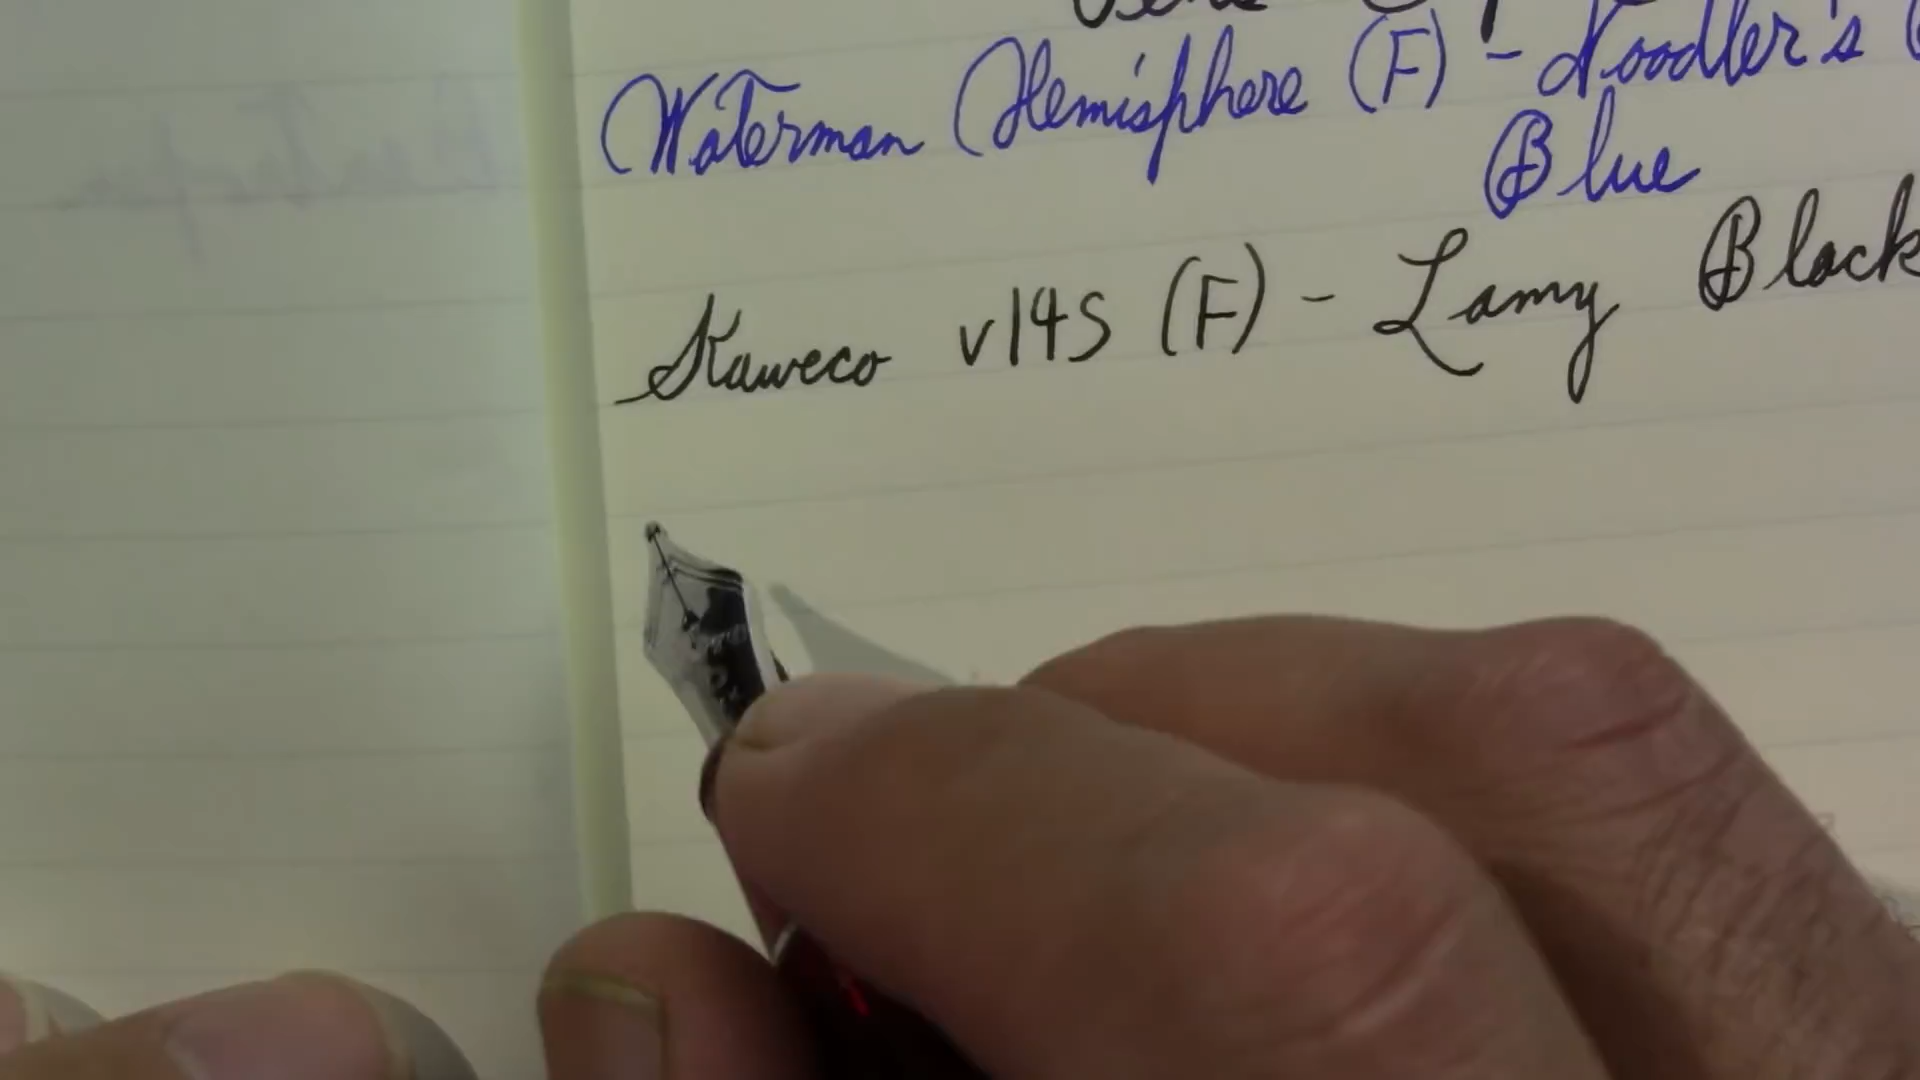 Waterman Hemisphere (F) - Noodler's
Blue
Kaweco v14S (F) - Lamy Black